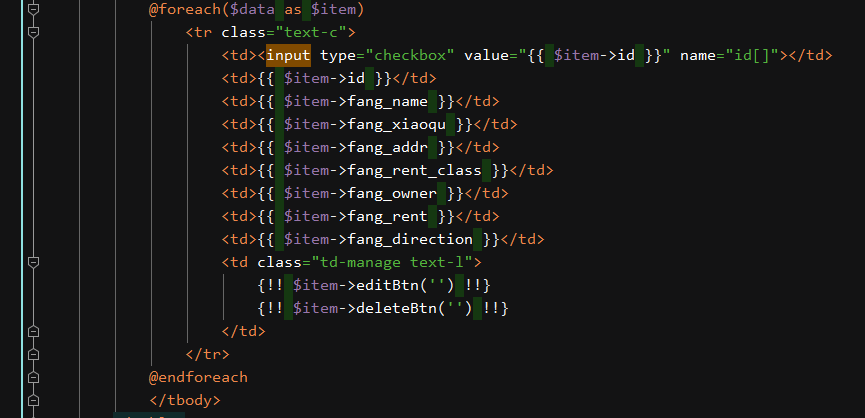 @foreach($data as $item)
<tr class="text-c">
<td><input type="checkbox" value="{{ $item->id }}" name="id[]"></td>
<td>{{ $item->id }}</td>
<td>{{ $item->fang_name }}</td>
<td>{{ $item->fang_xiaoqu }}</td>
<td>{{ $item->fang_addr }}</td>
<td>{{ $item->fang_rent_class }}</td>
<td>{{ $item->fang_owner }}</td>
<td>{{ $item->fang_rent }}</td>
<td>{{ $item->fang_direction }}</td>
<td class="td-manage text-l">
{!! $item->editBtn('') !!}
{!! $item->deleteBtn('') !!}
</td>
</tr>
@endforeach
</tbody>